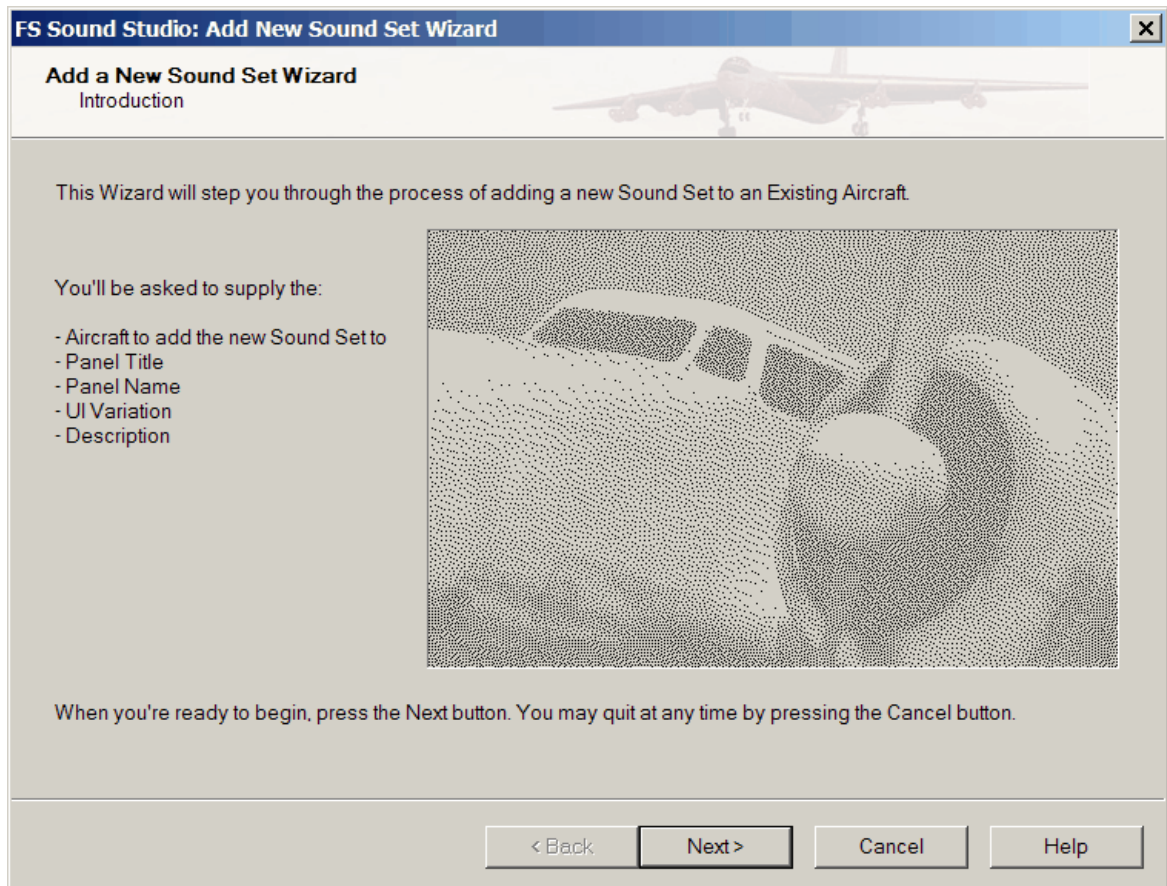 FS Sound Studio: Add New Sound Set Wizard
Add a New Sound Set Wizard
Introduction
This Wizard will step you through the process of adding a new Sound Set to an Existing Aircraft.
You'll be asked to supply the:
- Aircraft to add the new Sound Set to
- Panel Title
- Panel Name
- UI Variation
- Description
When you're ready to begin, press the Next button. You may quit at any time by pressing the Cancel button.
< Back Next > Cancel Help